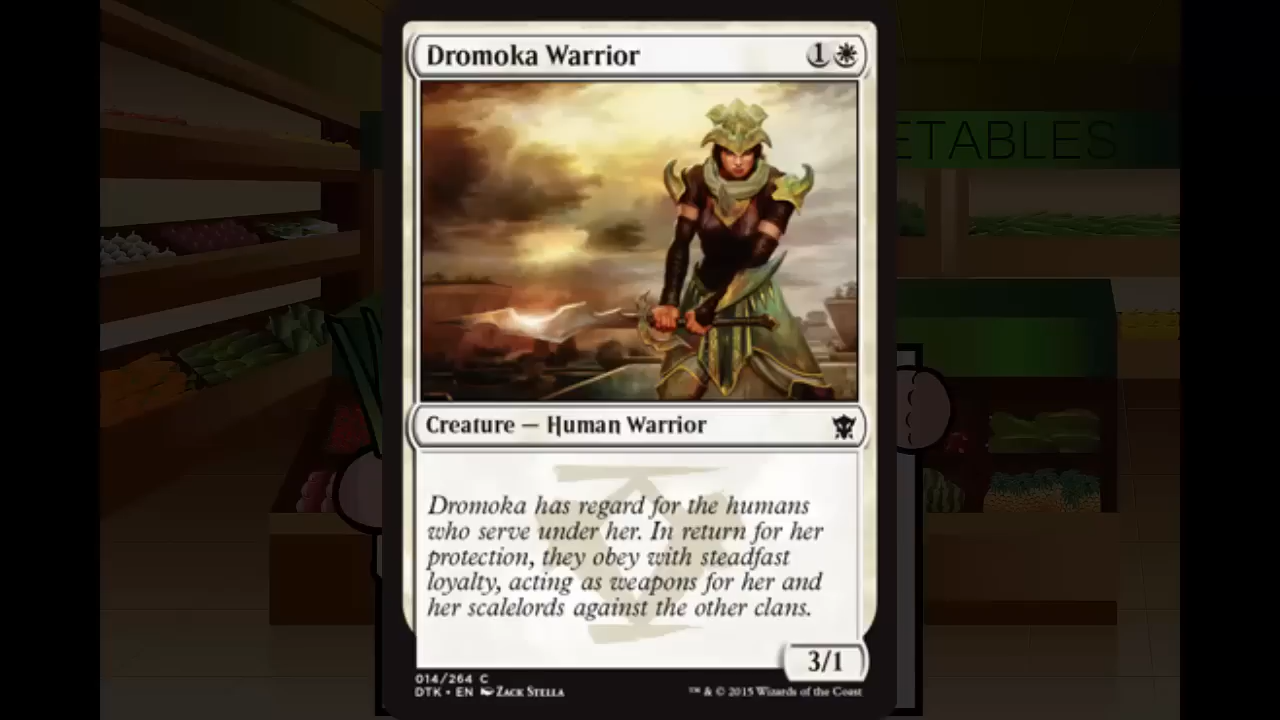 Dromoka Warrior
1
ETABLES
Creature — Human Warrior
Dromoka has regard for the humans
who serve under her. In return for her
protection, they obey with steadfast
loyalty, acting as weapons for her and
her scalelords against the other clans.
3/1
014/264 C
DTK • EN Zack Stella
™ & © 2015 Wizards of the Coast